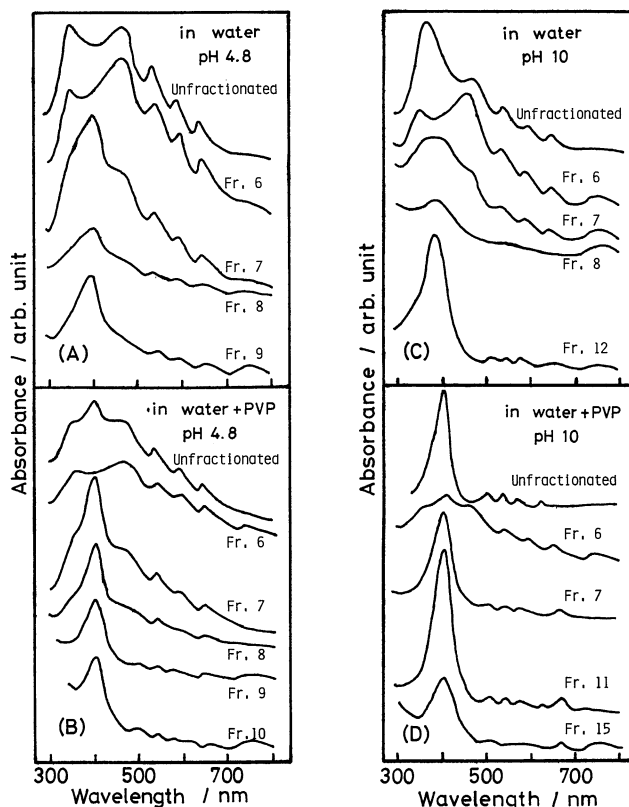 in water
pH 4.8
Unfractionated
Fr. 6
Fr. 7
Fr. 8
Fr. 9
(A)
in water+PVP
pH 4.8
Unfractionated
Fr. 6
Fr. 7
Fr. 8
Fr. 9
Fr. 10
(B)
300 500 700
Wavelength / nm
Absorbance / arb. unit
in water
pH 10
Unfractionated
Fr. 6
Fr. 7
Fr. 8
Fr. 12
(C)
in water+PVP
pH 10
Unfractionated
Fr. 6
Fr. 7
Fr. 11
Fr. 15
(D)
300 500 700
Wavelength / nm
Absorbance / arb. unit